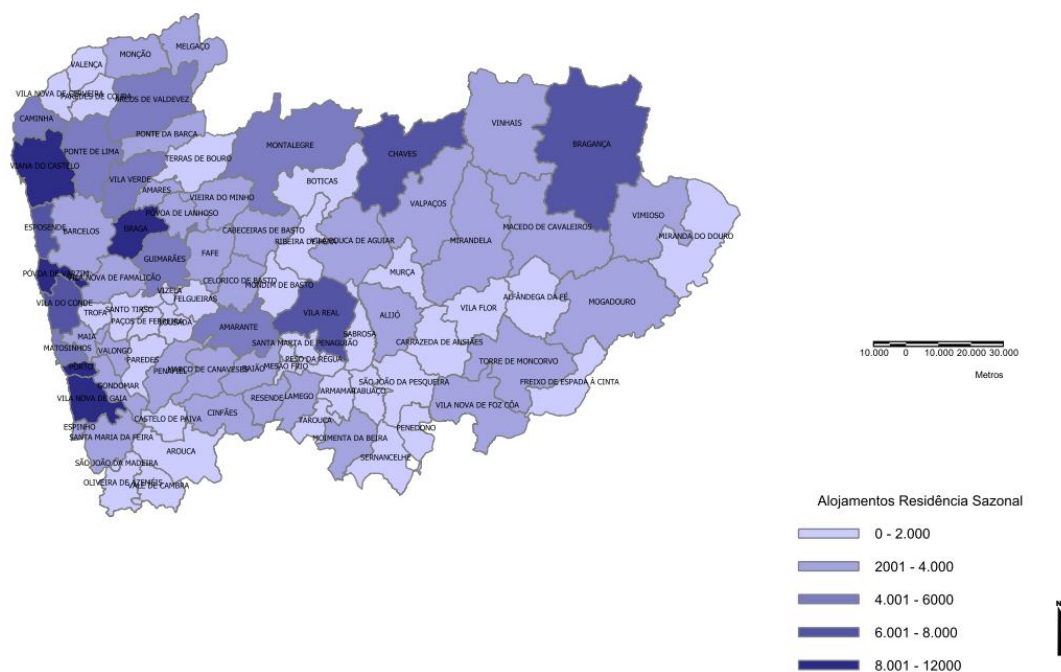 MELGAÇO
MONÇÃO
VALENÇA
VILA NOVA DE CERVEIRA
PAREDES DE COURA
ARCOS DE VALDEVEZ
CAMINHA
PONTE DA BARCA
VINHAIS
BRAGANÇA
PONTE DE LIMA
MONTALEGRE
CHAVES
TERRAS DE BOURO
VIANA DO CASTELO
VILA VERDE
BOTICAS
AMARES
VIEIRA DO MINHO
VALPAÇOS
PÓVOA DE LANHOSO
VIMIOSO
ESPOSENDE
BARCELOS
BRAGA
CABECEIRAS DE BASTO
MACEDO DE CAVALEIROS
MIRANDA DO DOURO
RIBEIRA DE PENA
VILA POUCA DE AGUIAR
MIRANDELA
FAFE
GUIMARÃES
PÓVOA DE VARZIM
VILA NOVA DE FAMALICÃO
CELORICO DE BASTO
MURÇA
MONDIM DE BASTO
VIZELA
FELGUEIRAS
ALFÂNDEGA DA FÉ
MOGADOURO
VILA DO CONDE
SANTO TIRSO
TROFA
VILA FLOR
PAÇOS DE FERREIRA
LOUSADA
VILA REAL
ALIJÓ
AMARANTE
SABROSA
MAIA
CARRAZEDA DE ANSIÃES
SANTA MARTA DE PENAGUIÃO
MATOSINHOS
VALONGO
PAREDES
PESO DA RÉGUA
TORRE DE MONCORVO
PORTO
PENAFIEL
MARCO DE CANAVESES
BAIÃO
MESÃO FRIO
SÃO JOÃO DA PESQUEIRA
FREIXO DE ESPADA À CINTA
GONDOMAR
ARMAMAR
TABUAÇO
VILA NOVA DE GAIA
RESENDE
LAMEGO
VILA NOVA DE FOZ CÔA
CINFÃES
CASTELO DE PAIVA
TAROUCA
ESPINHO
PENEDONO
SANTA MARIA DA FEIRA
MOIMENTA DA BEIRA
AROUCA
SERNANCELHE
SÃO JOÃO DA MADEIRA
OLIVEIRA DE AZEMÉIS
VALE DE CAMBRA
10.000 0 10.000 20.000 30.000
Metros
Alojamentos Residência Sazonal
0 - 2.000
2001 - 4.000
4.001 - 6000
6.001 - 8.000
8.001 - 12000
N